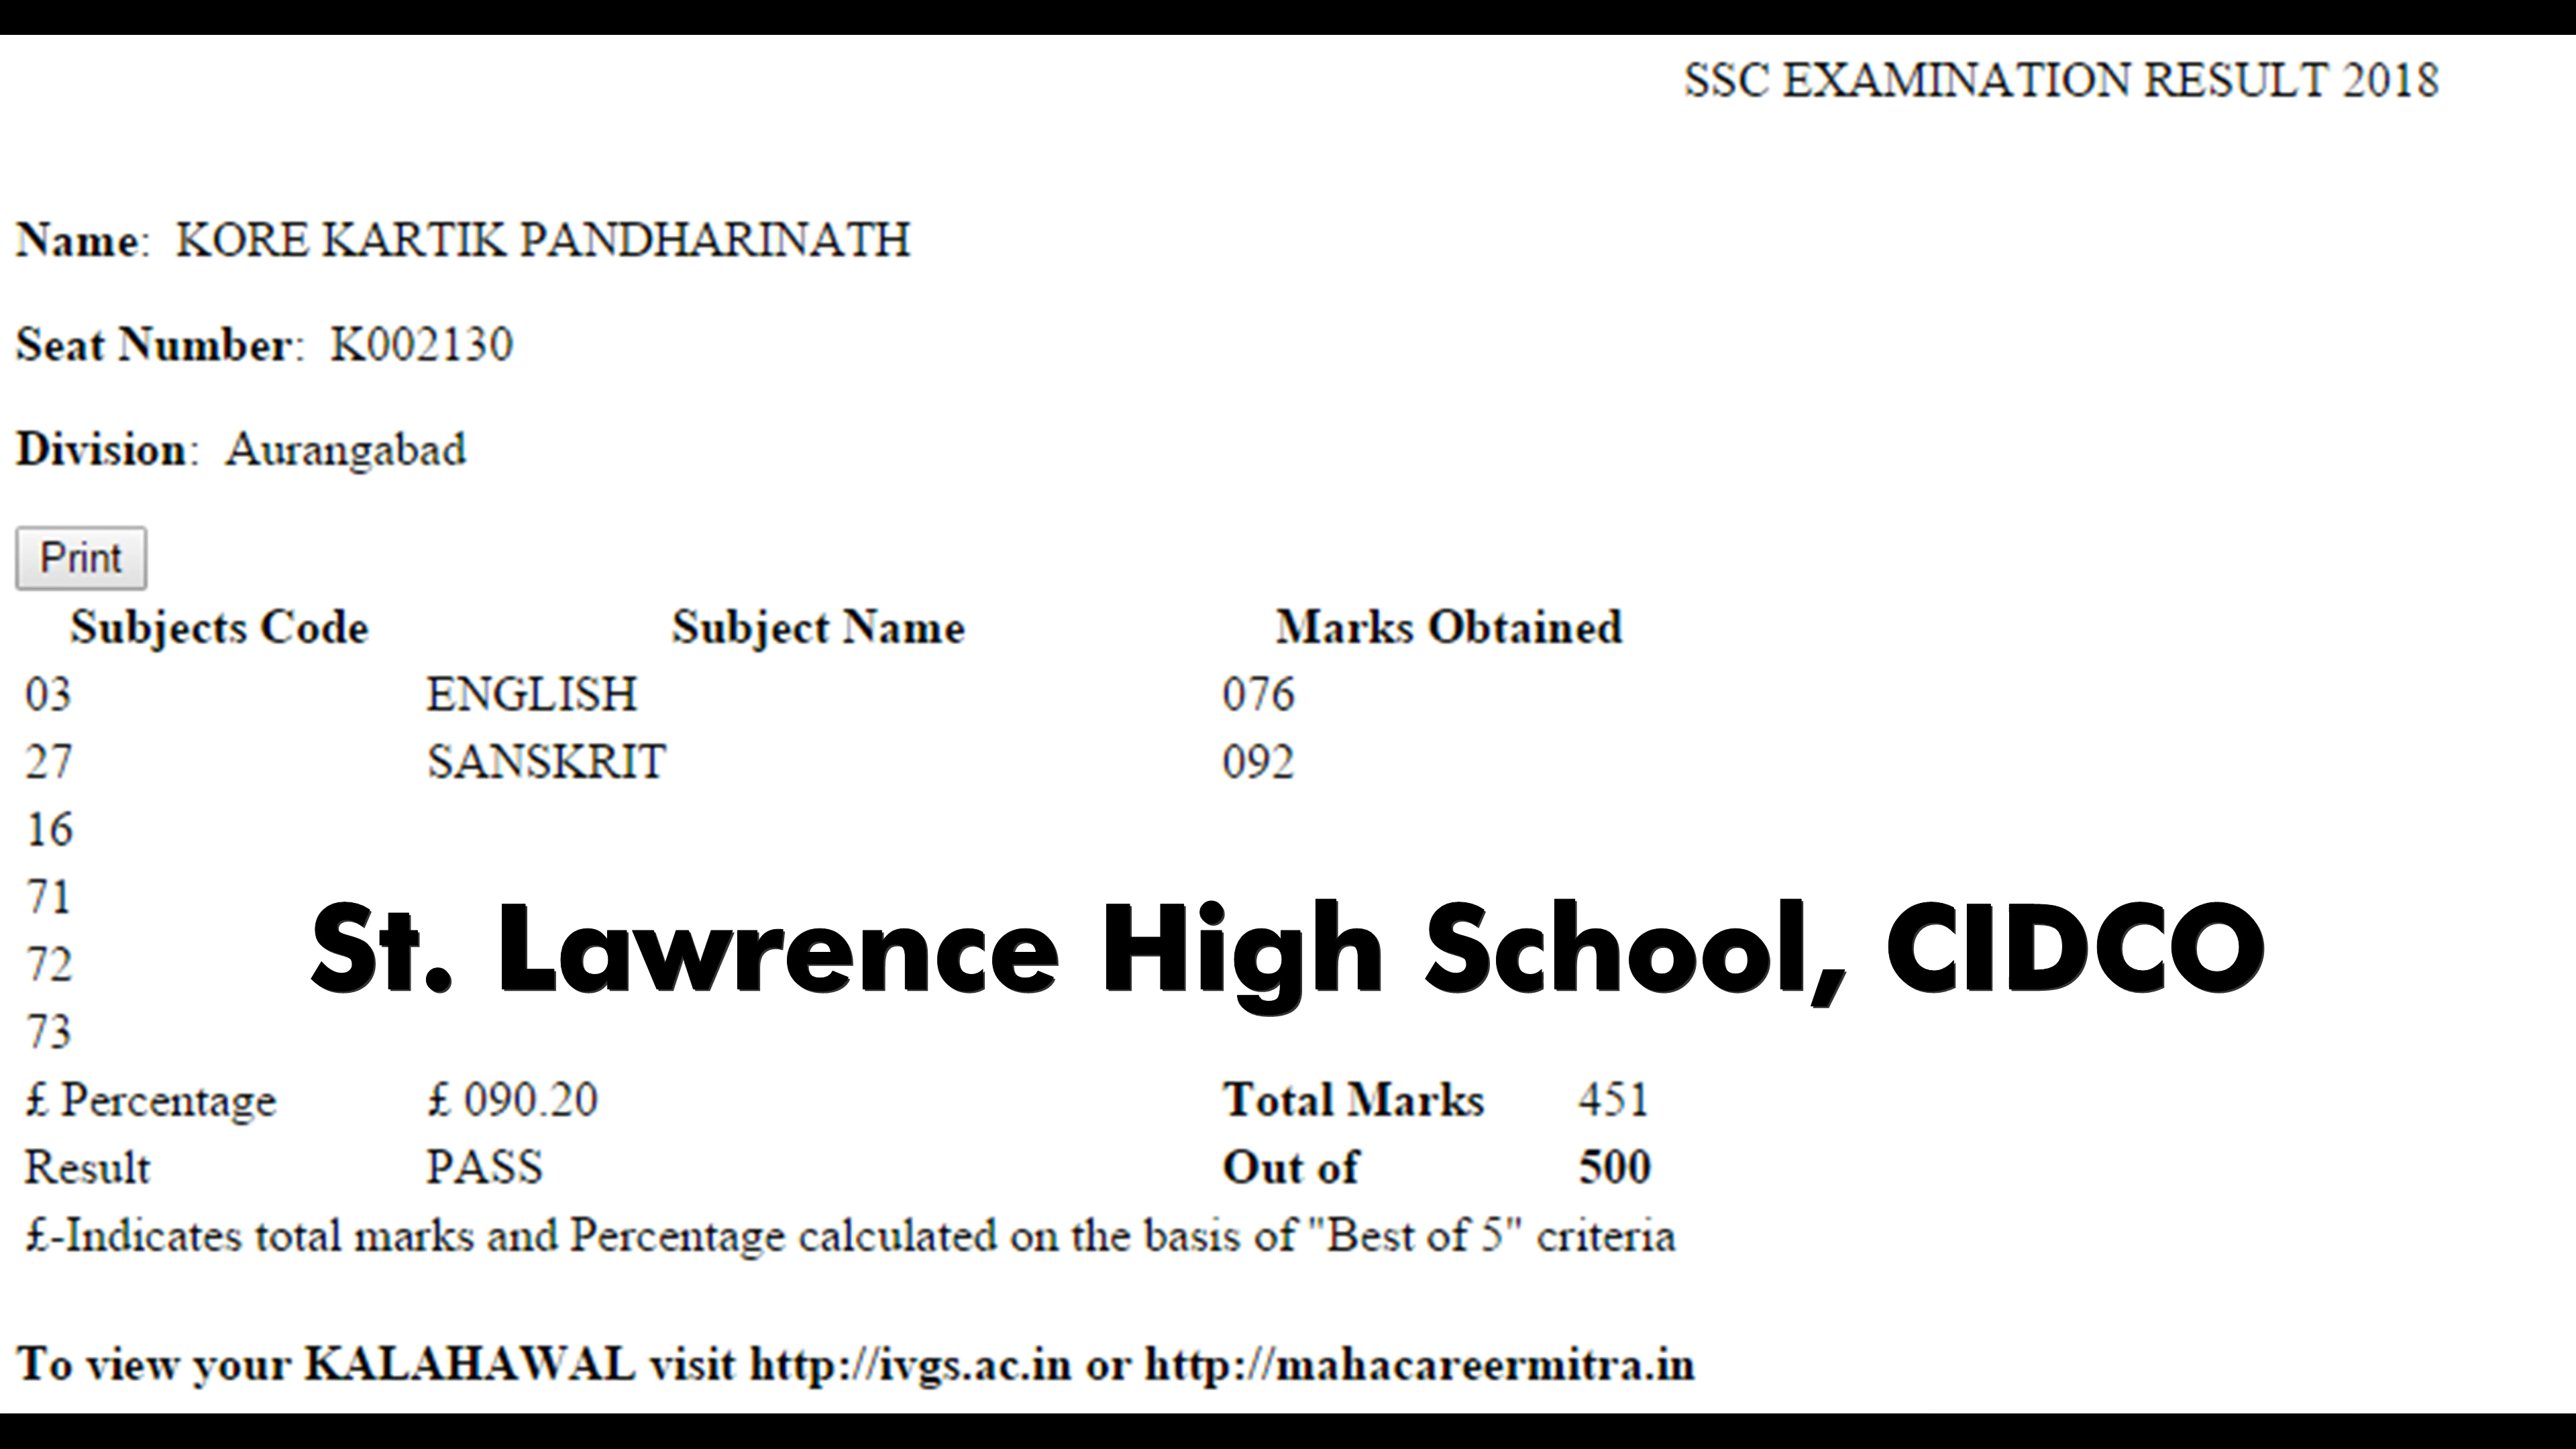 SSC EXAMINATION RESULT 2018
Name: KORE KARTIK PANDHARINATH
Seat Number: K002130
Division: Aurangabad
Print
Subjects Code Subject Name Marks Obtained
03 ENGLISH 076
27 SANSKRIT 092
16
71
St. Lawrence High School, CIDCO
72
73
£ Percentage £ 090.20 Total Marks 451
Result PASS Out of 500
£-Indicates total marks and Percentage calculated on the basis of "Best of 5" criteria
To view your KALAHAWAL visit http://ivgs.ac.in or http://mahacareermitra.in